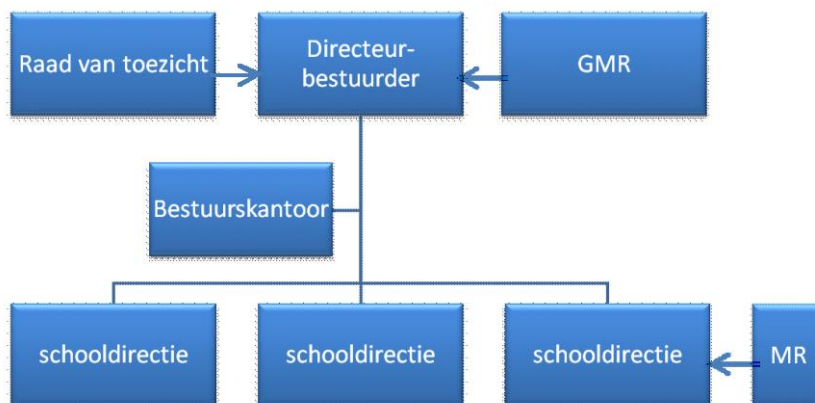 Raad van toezicht
Directeur-
bestuurder
GMR
Bestuurskantoor
schooldirectie
schooldirectie
schooldirectie
MR